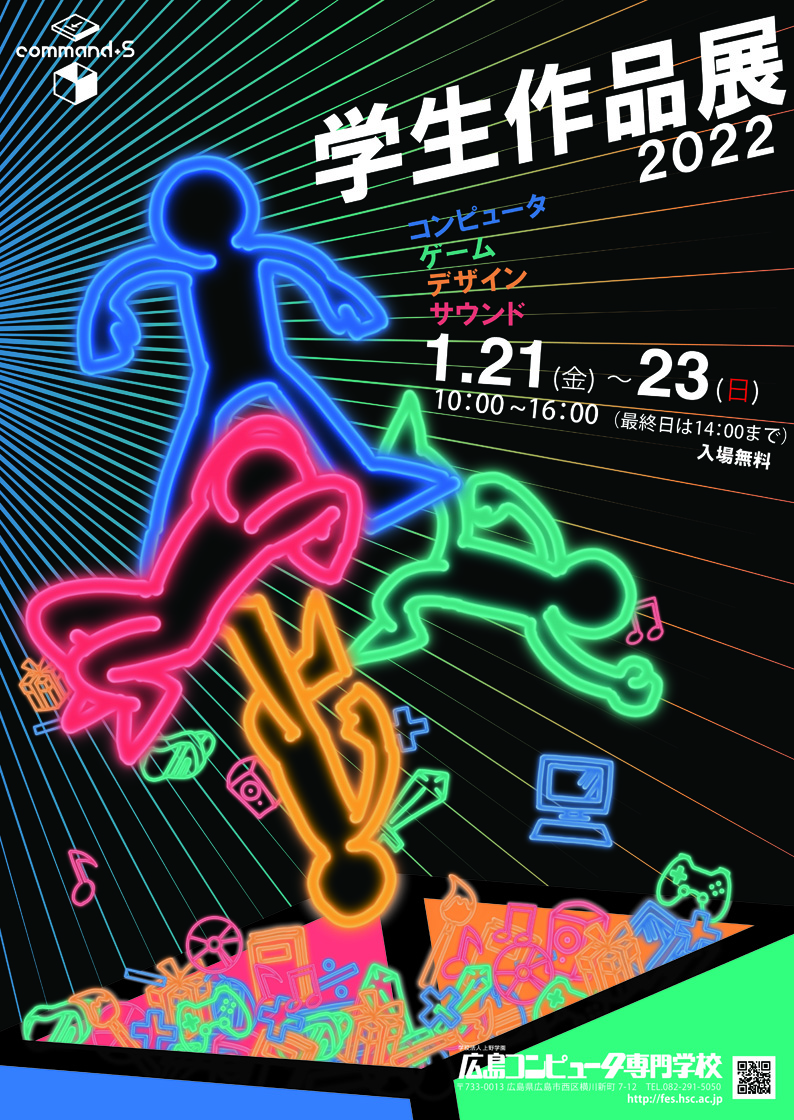 command+S
学生作品展
2022
コンピュータ
ゲーム
デザイン
サウンド
1.21(金)～23(日)
10:00～16:00（最終日は14:00まで）
入場無料
学校法人 上野学園
広島コンピュータ専門学校
〒733-0013 広島県広島市西区横川新町 7-12 TEL.082-291-5050
http://fes.hsc.ac.jp